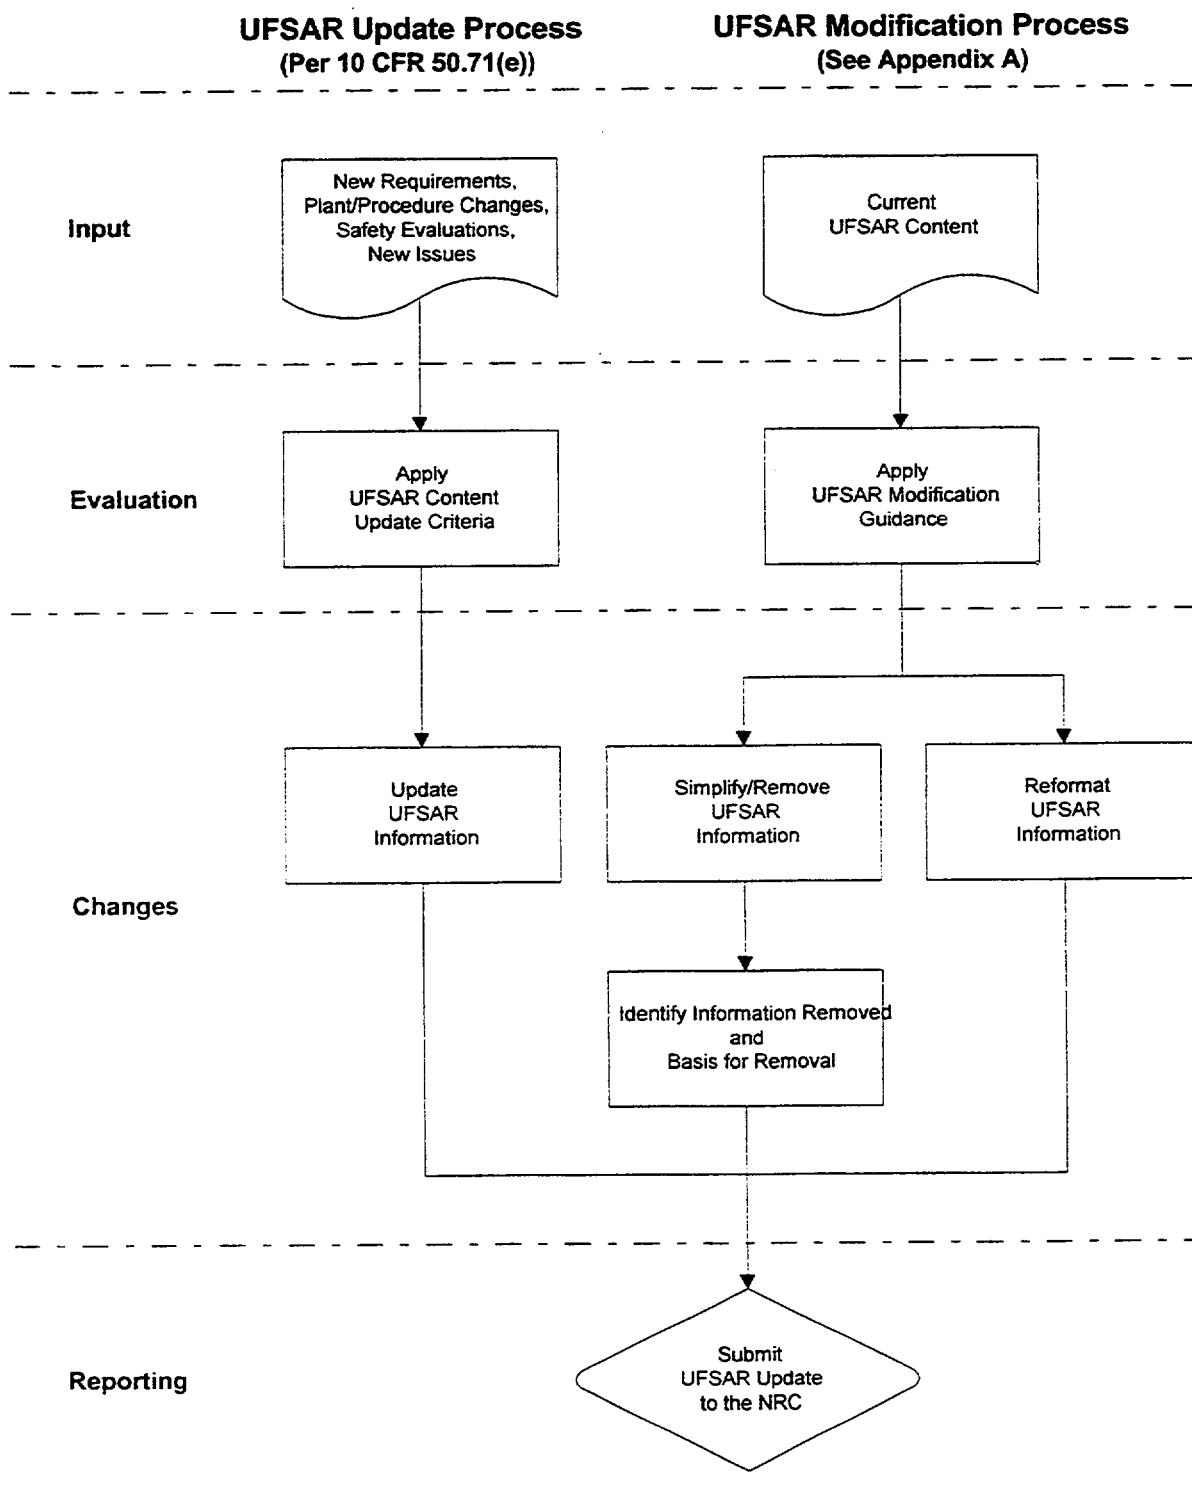 UFSAR Update Process
(Per 10 CFR 50.71(e))
UFSAR Modification Process
(See Appendix A)
Input
New Requirements,
Plant/Procedure Changes,
Safety Evaluations,
New Issues
Current
UFSAR Content
Evaluation
Apply
UFSAR Content
Update Criteria
Apply
UFSAR Modification
Guidance
Changes
Update
UFSAR
Information
Simplify/Remove
UFSAR
Information
Reformat
UFSAR
Information
Identify Information Removed
and
Basis for Removal
Reporting
Submit
UFSAR Update
to the NRC